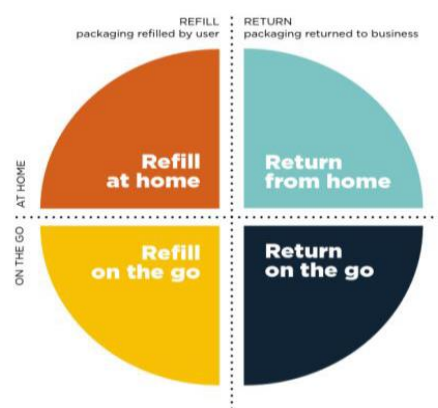 REFILL
packaging refilled by user
RETURN
packaging returned to business
AT HOME
Refill
at home
Return
from home
ON THE GO
Refill
on the go
Return
on the go